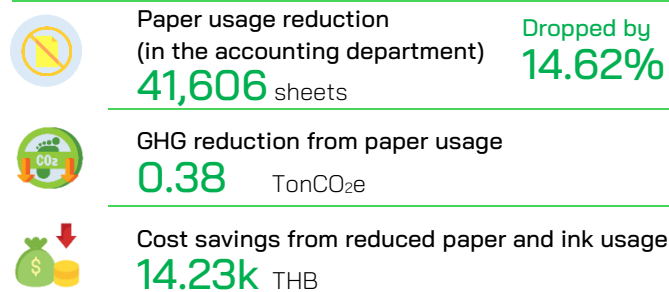 Paper usage reduction
(in the accounting department)
41,606 sheets
Dropped by
14.62%
CO₂
GHG reduction from paper usage
0.38 TonCO₂e
$
Cost savings from reduced paper and ink usage
14.23k THB